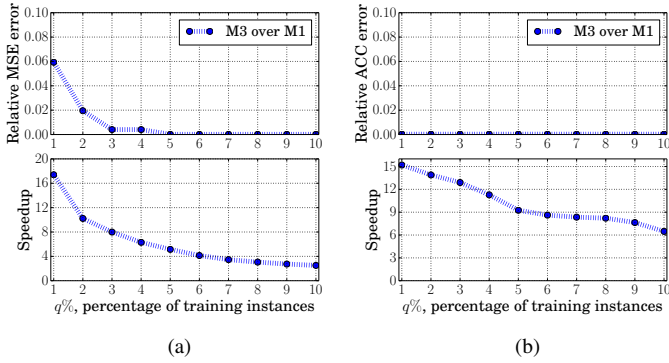 0.10
0.08
0.06
0.04
0.02
0.00
Relative MSE error
M3 over M1
1 2 3 4 5 6 7 8 9 10
20
16
12
8
4
0
Speedup
1 2 3 4 5 6 7 8 9 10
q%, percentage of training instances
(a)
0.10
0.08
0.06
0.04
0.02
0.00
Relative ACC error
M3 over M1
1 2 3 4 5 6 7 8 9 10
15
12
9
6
3
0
Speedup
1 2 3 4 5 6 7 8 9 10
q%, percentage of training instances
(b)